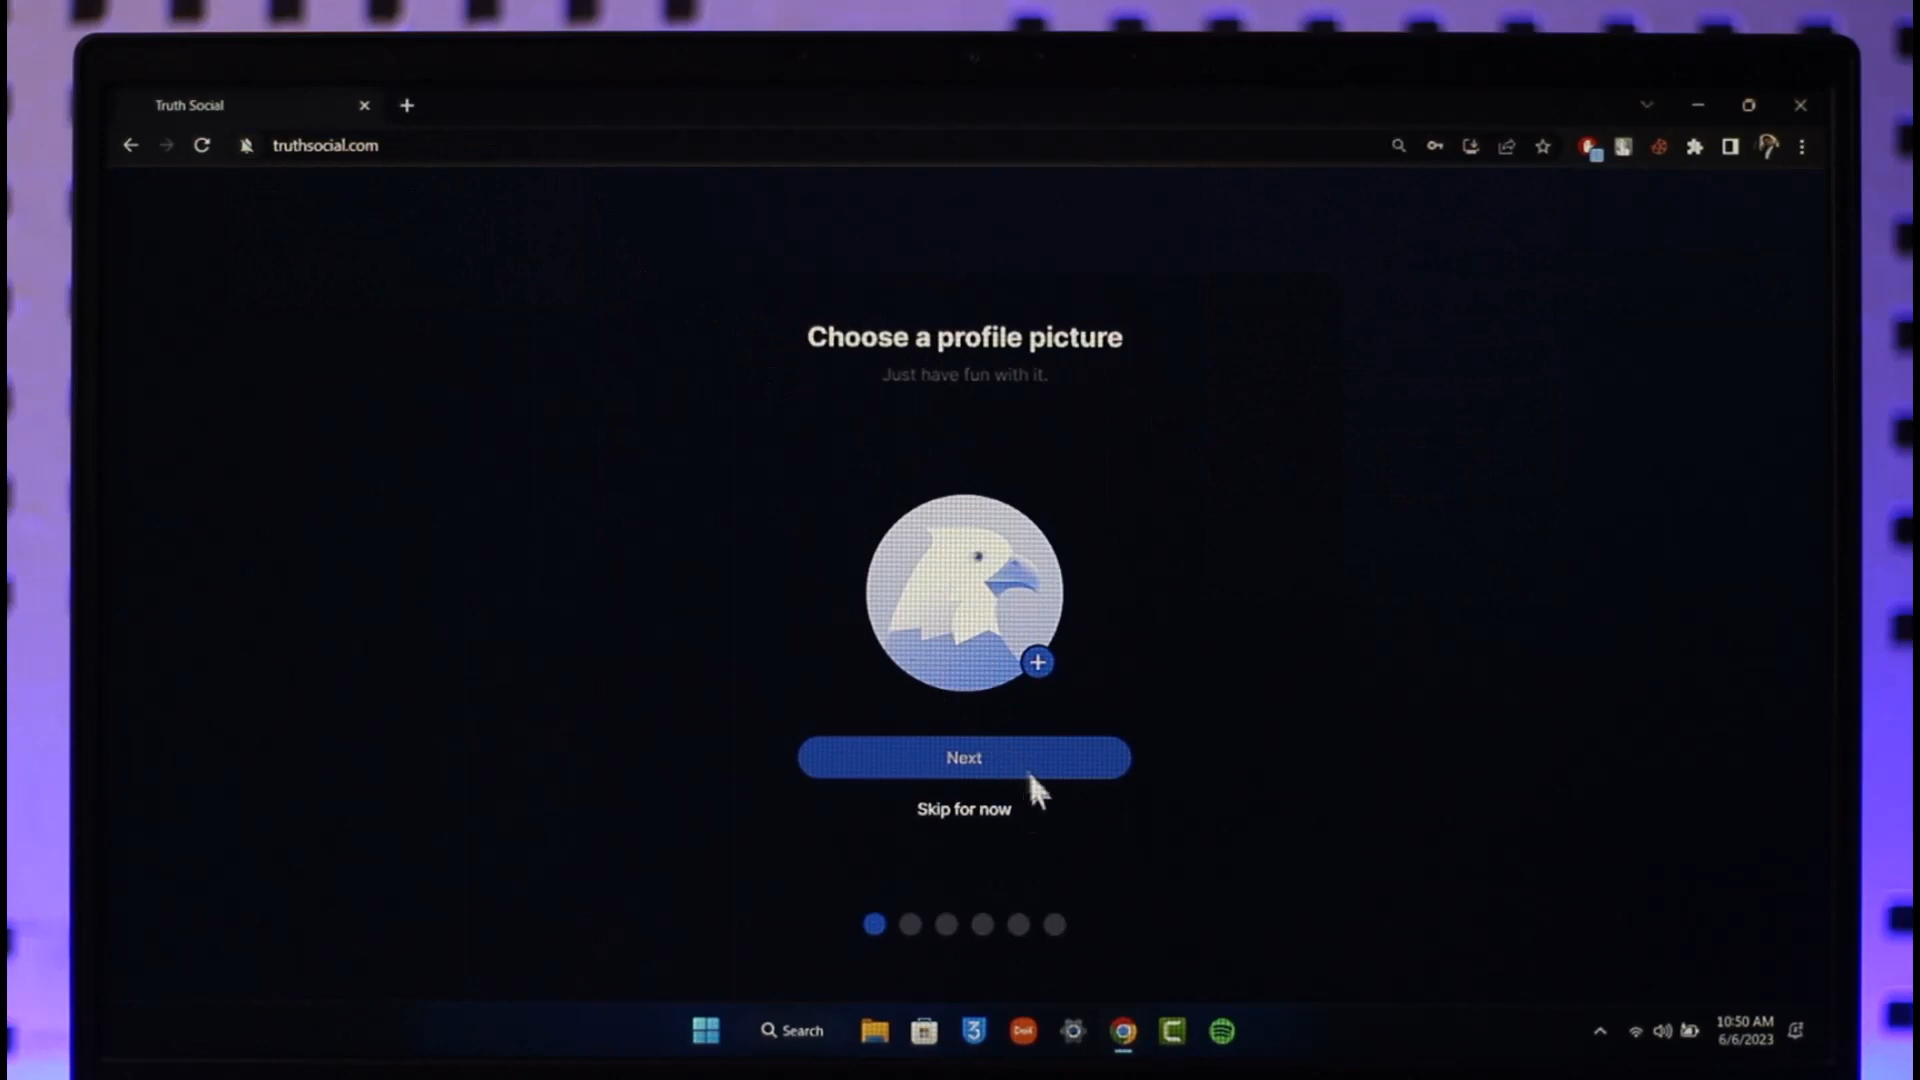 Truth Social
truthsocial.com
Choose a profile picture
Just have fun with it.
Next
Skip for now
Search
3
10:50 AM
6/6/2023